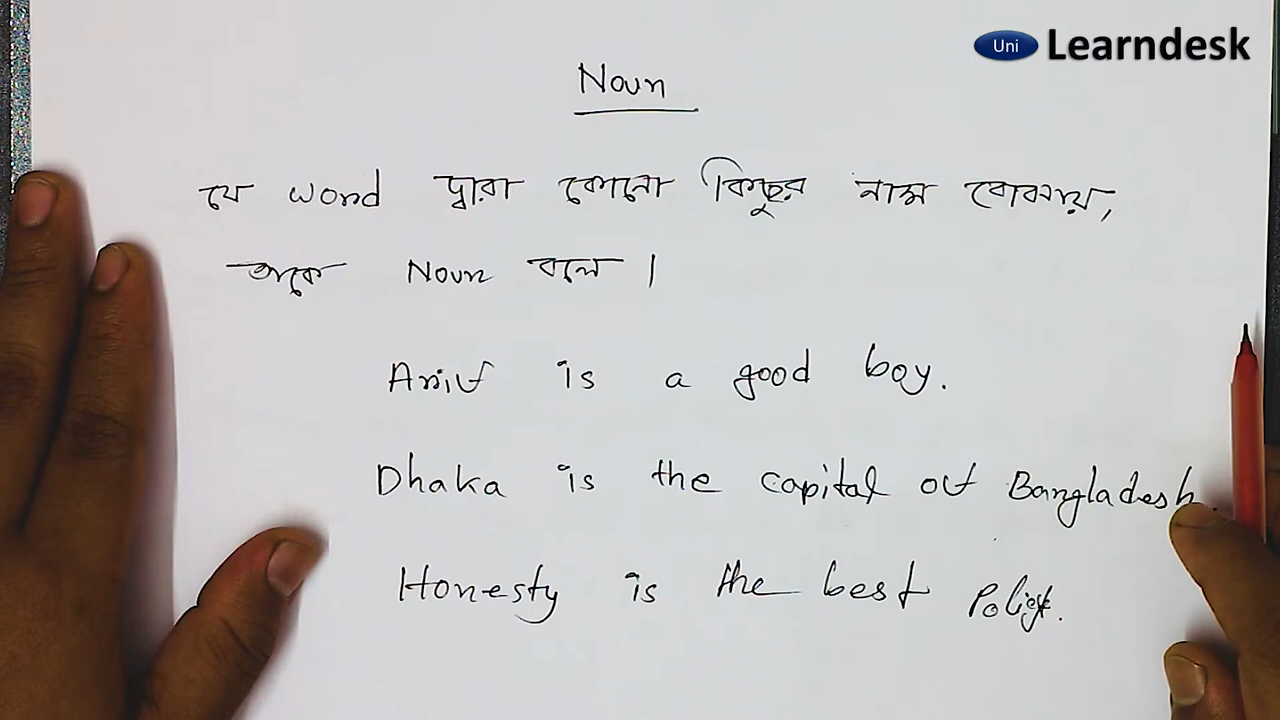 Uni Learndesk
Noun
যে word দ্বারা কোনো কিছুর নাম বোঝায়,
তাকে Noun বলে।
Arif is a good boy.
Dhaka is the capital of Bangladesh.
Honesty is the best Policy.